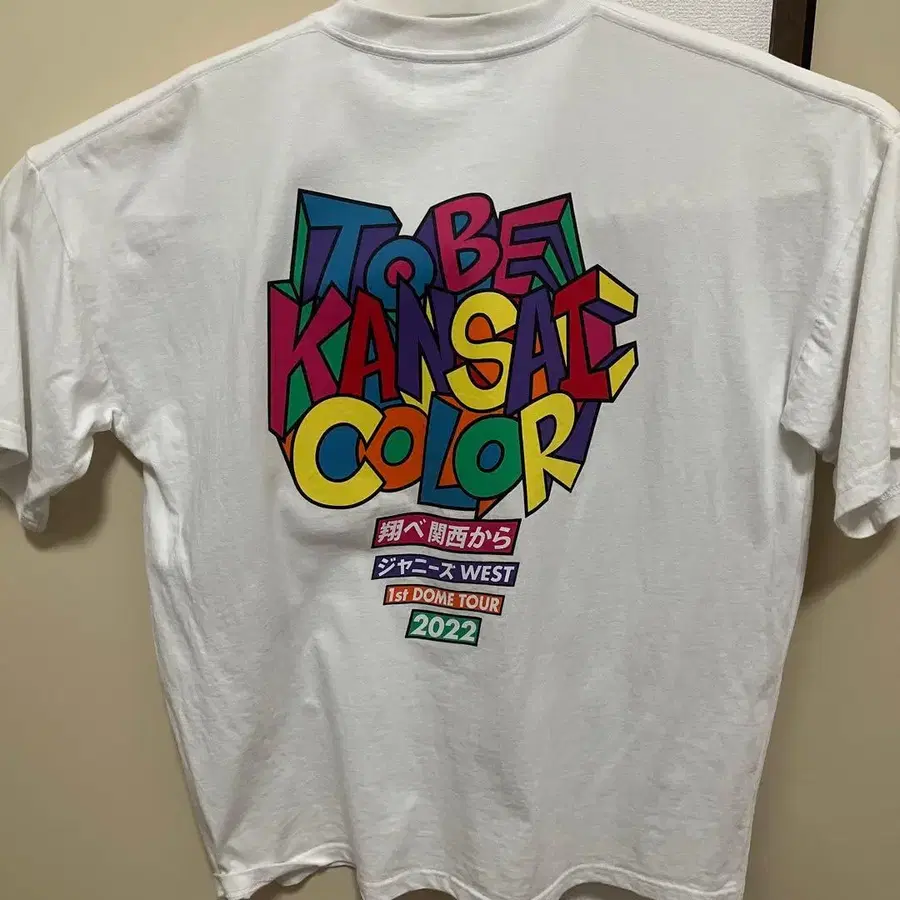 TO BE
KANSAI
COLOR
翔べ関西から
ジャニーズ WEST
1st DOME TOUR
2022